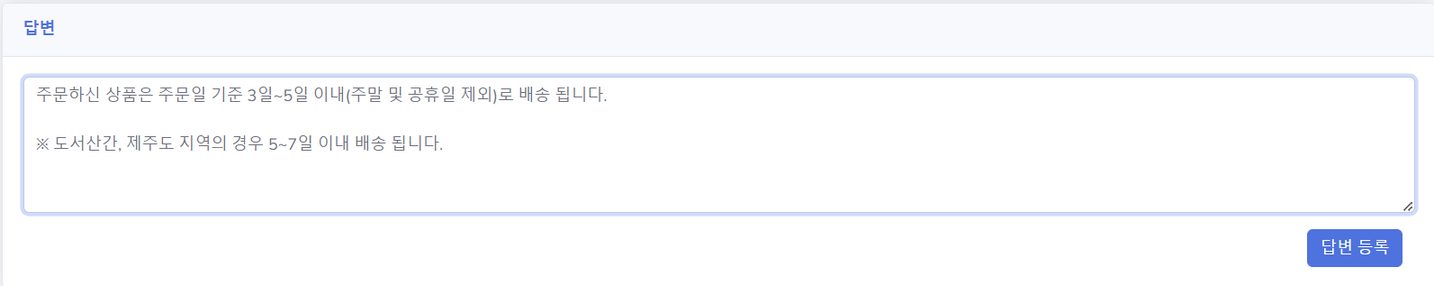 답변
주문하신 상품은 주문일 기준 3일~5일 이내(주말 및 공휴일 제외)로 배송 됩니다.
※ 도서산간, 제주도 지역의 경우 5~7일 이내 배송 됩니다.
답변 등록